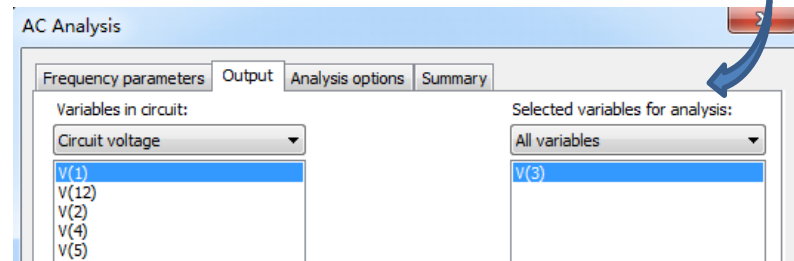 AC Analysis
Frequency parameters Output Analysis options Summary
Variables in circuit: Selected variables for analysis:
Circuit voltage All variables
V(1) V(3)
V(12)
V(2)
V(4)
V(5)